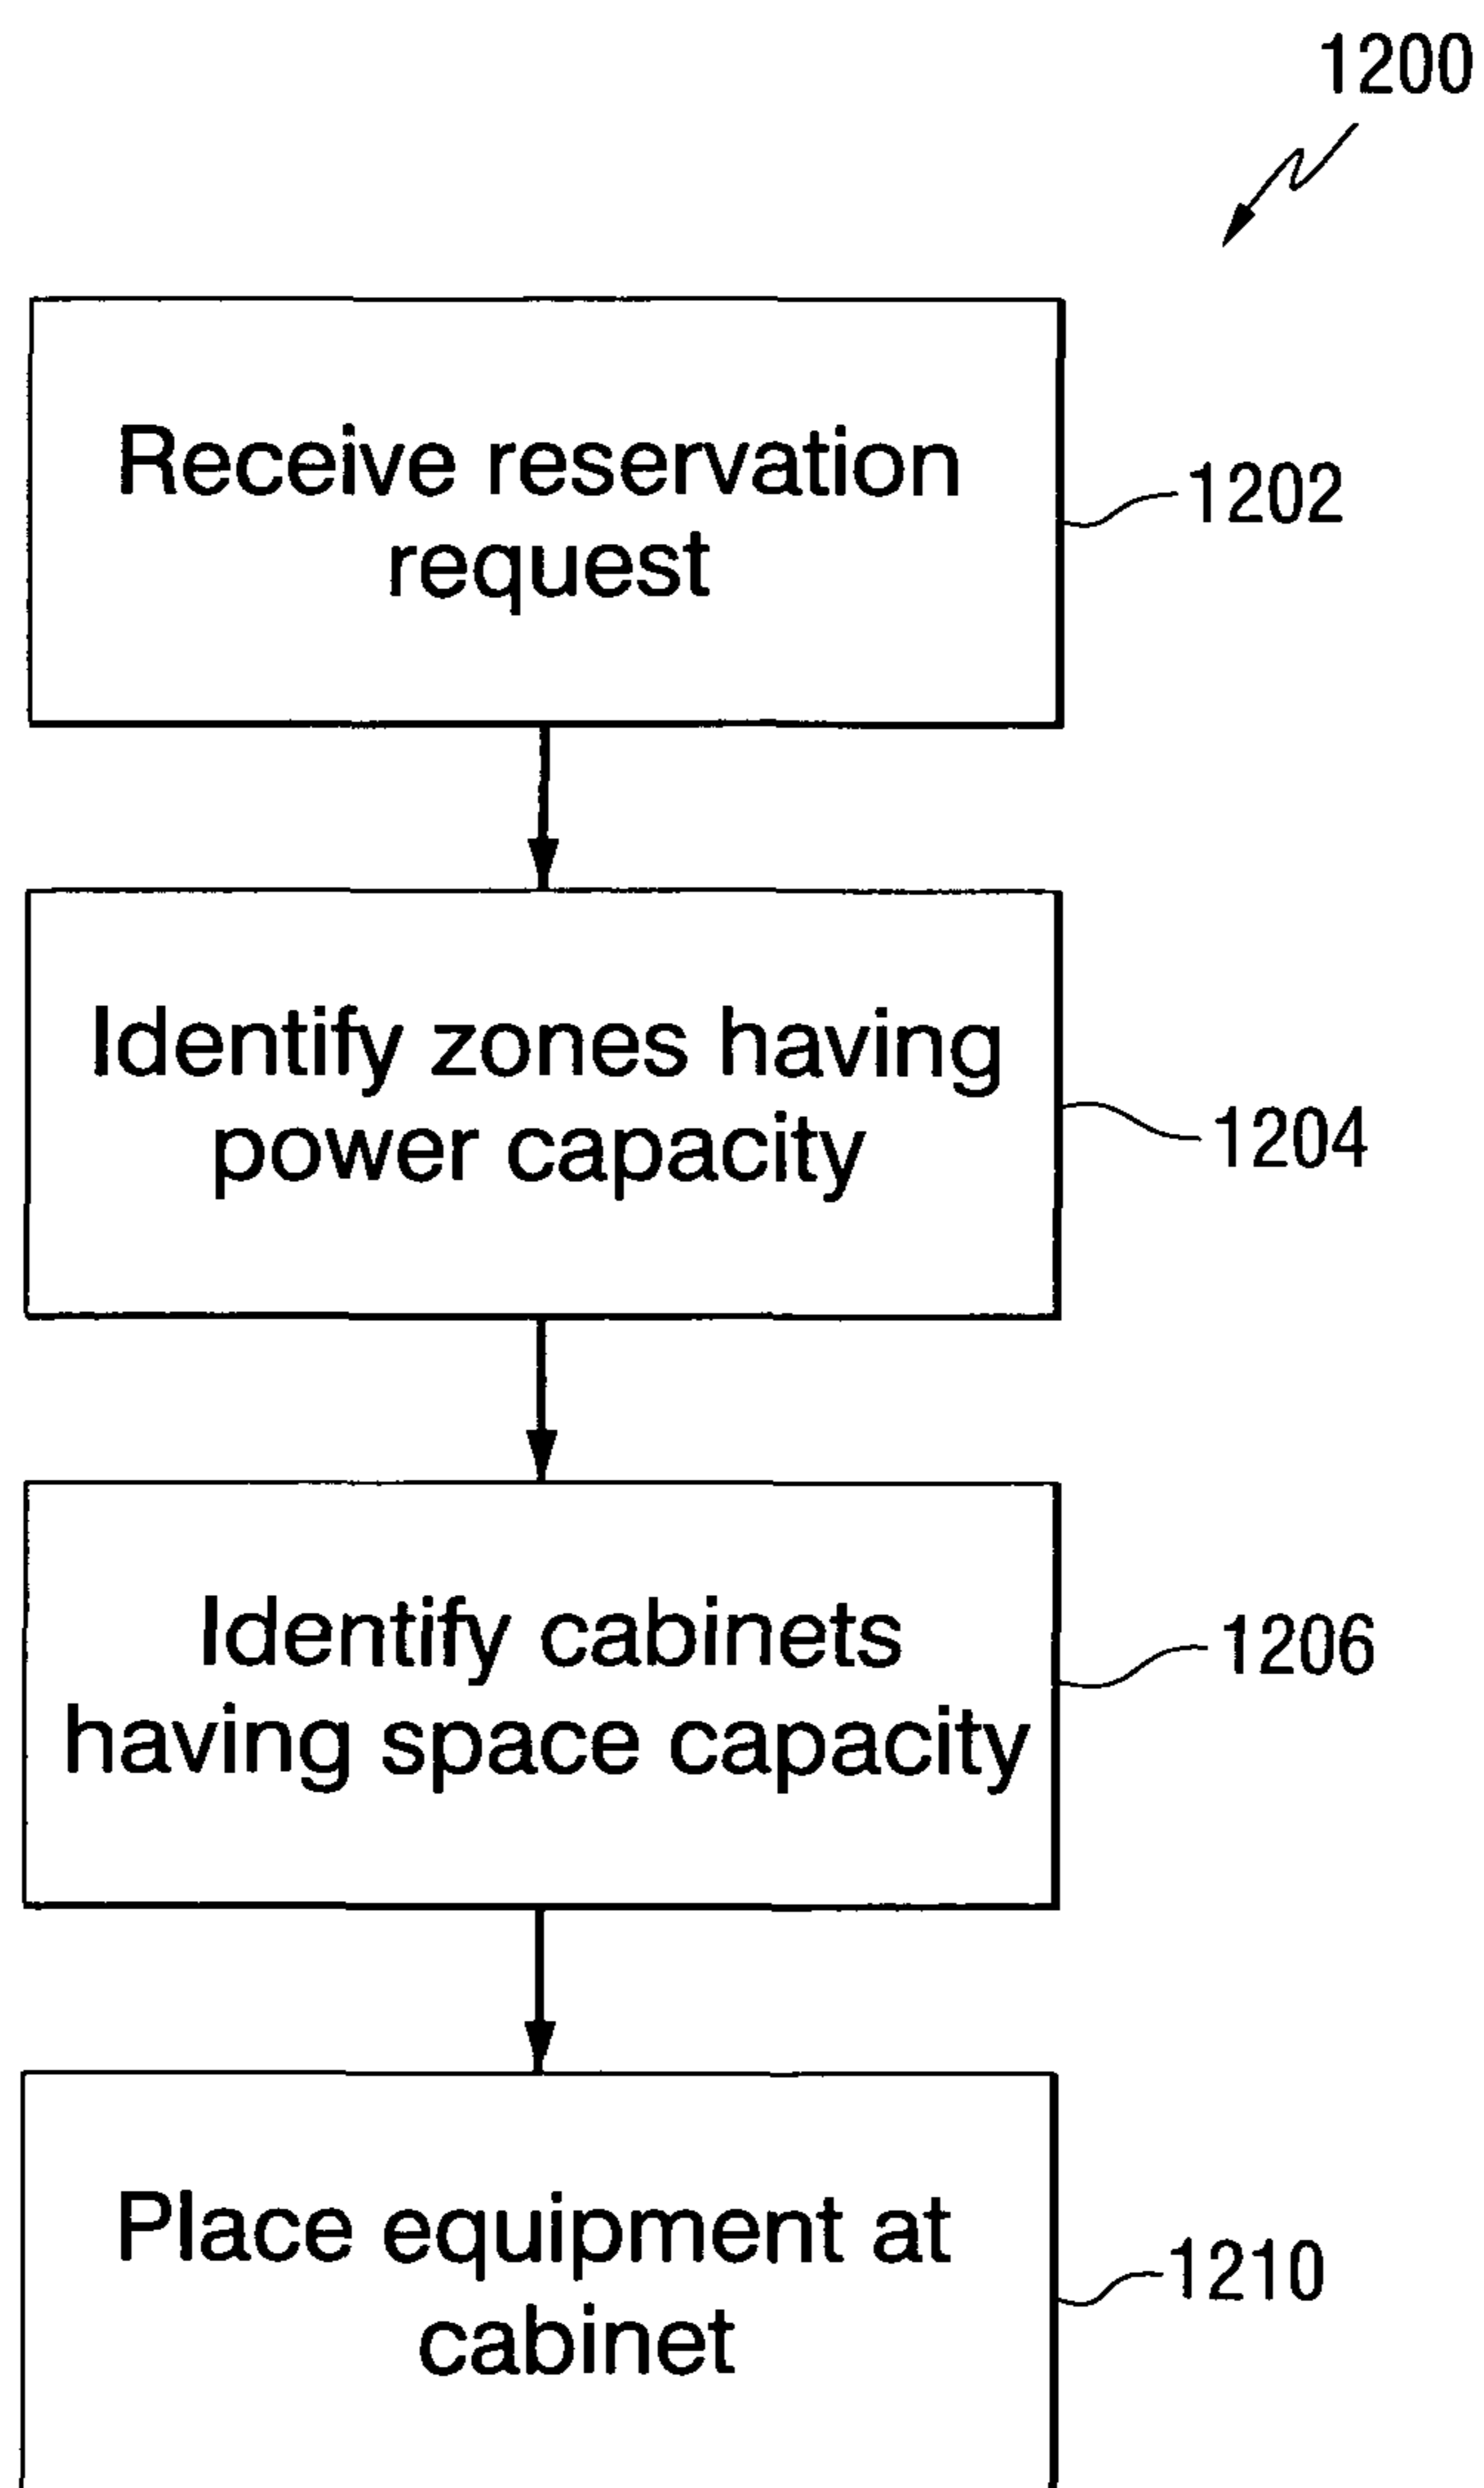 1200
Receive reservation
request
1202
Identify zones having
power capacity
1204
Identify cabinets
having space capacity
1206
Place equipment at
cabinet
1210